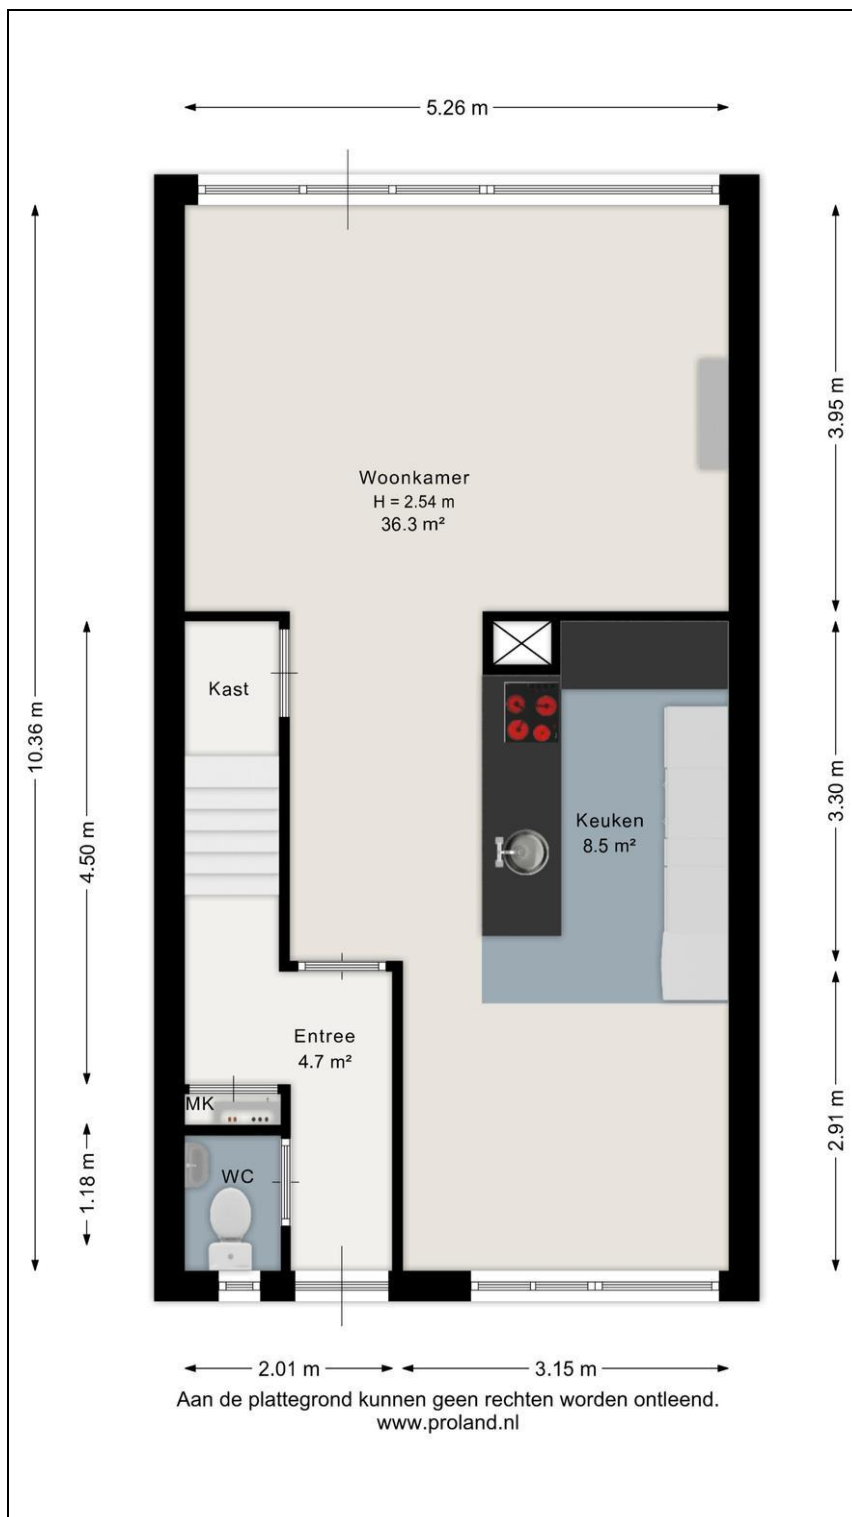 5.26 m
10.36 m
3.95 m
Woonkamer
H = 2.54 m
36.3 m²
Kast
Keuken
8.5 m²
3.30 m
4.50 m
Entree
4.7 m²
MK
WC
1.18 m
2.91 m
2.01 m
3.15 m
Aan de plattegrond kunnen geen rechten worden ontleend.
www.proland.nl